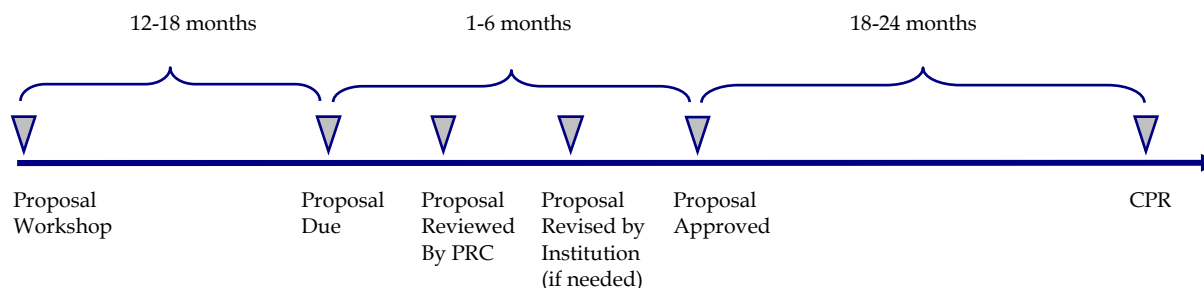 12-18 months
1-6 months
18-24 months
Proposal
Workshop
Proposal
Due
Proposal
Reviewed
By PRC
Proposal
Revised by
Institution
(if needed)
Proposal
Approved
CPR